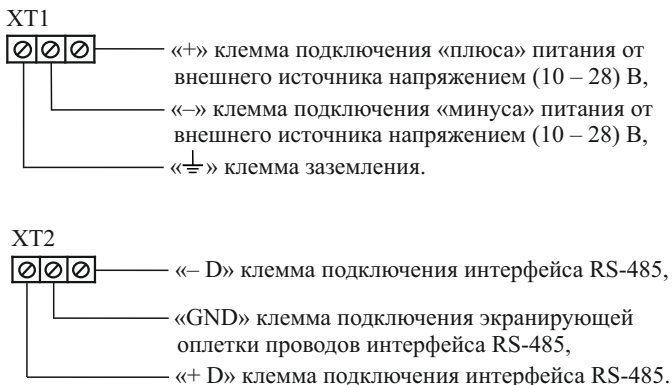 XT1
«+» клемма подключения «плюса» питания от
внешнего источника напряжением (10 – 28) В,
«–» клемма подключения «минуса» питания от
внешнего источника напряжением (10 – 28) В,
«⏚» клемма заземления.
XT2
«– D» клемма подключения интерфейса RS-485,
«GND» клемма подключения экранирующей
оплетки проводов интерфейса RS-485,
«+ D» клемма подключения интерфейса RS-485.